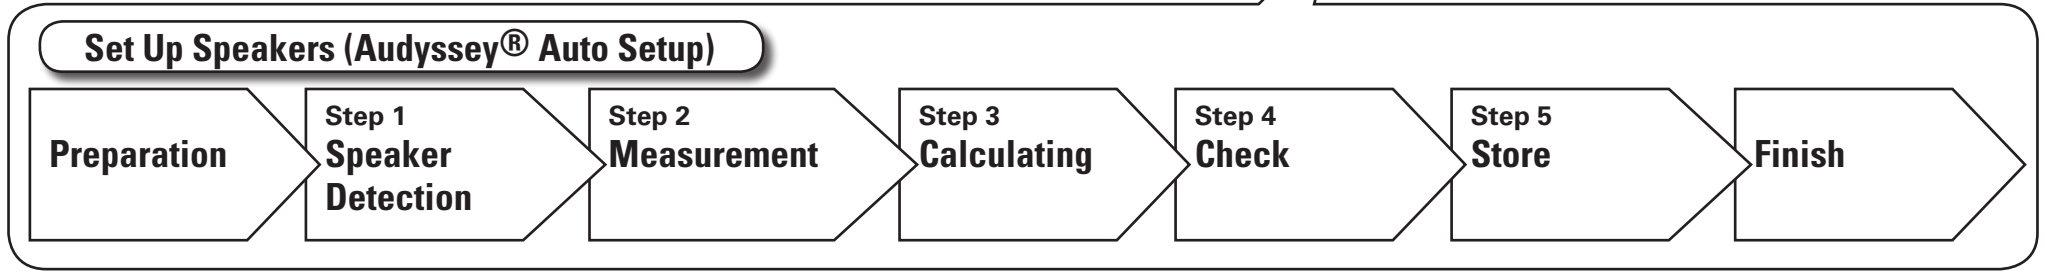 Set Up Speakers (Audyssey® Auto Setup)
Preparation
Step 1
Speaker
Detection
Step 2
Measurement
Step 3
Calculating
Step 4
Check
Step 5
Store
Finish